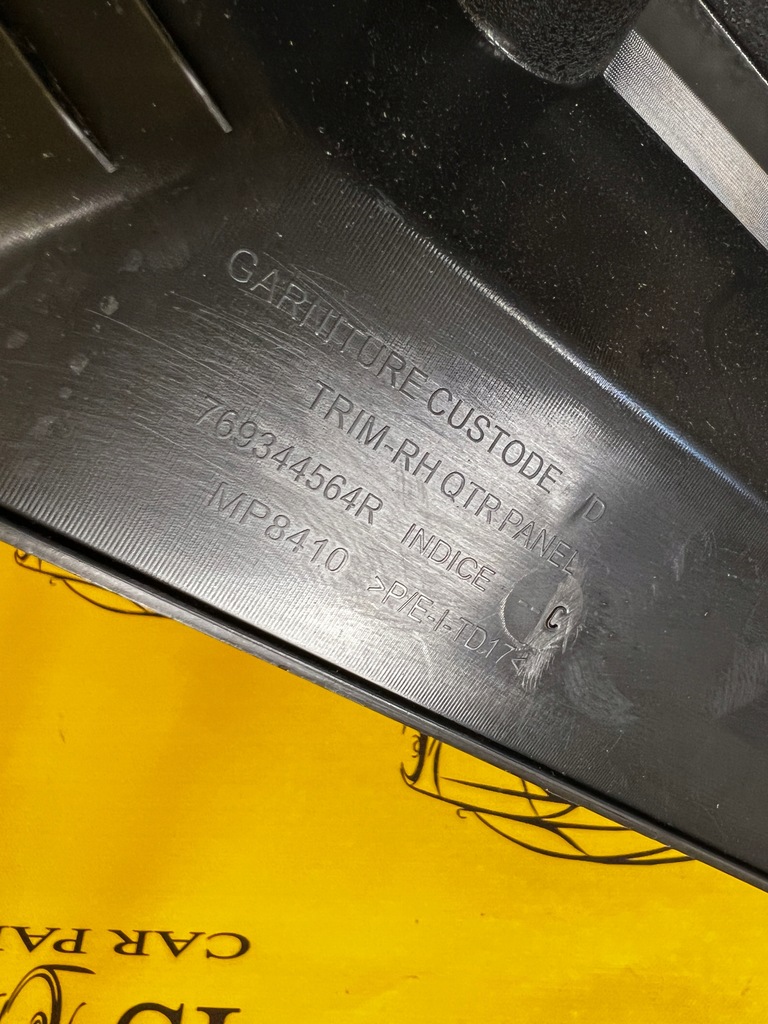 GARNITURE CUSTODE /D
TRIM-RH QTR PANEL
769344564R INDICE C
MP8410 >P/E-I-TD17<
CAR PA